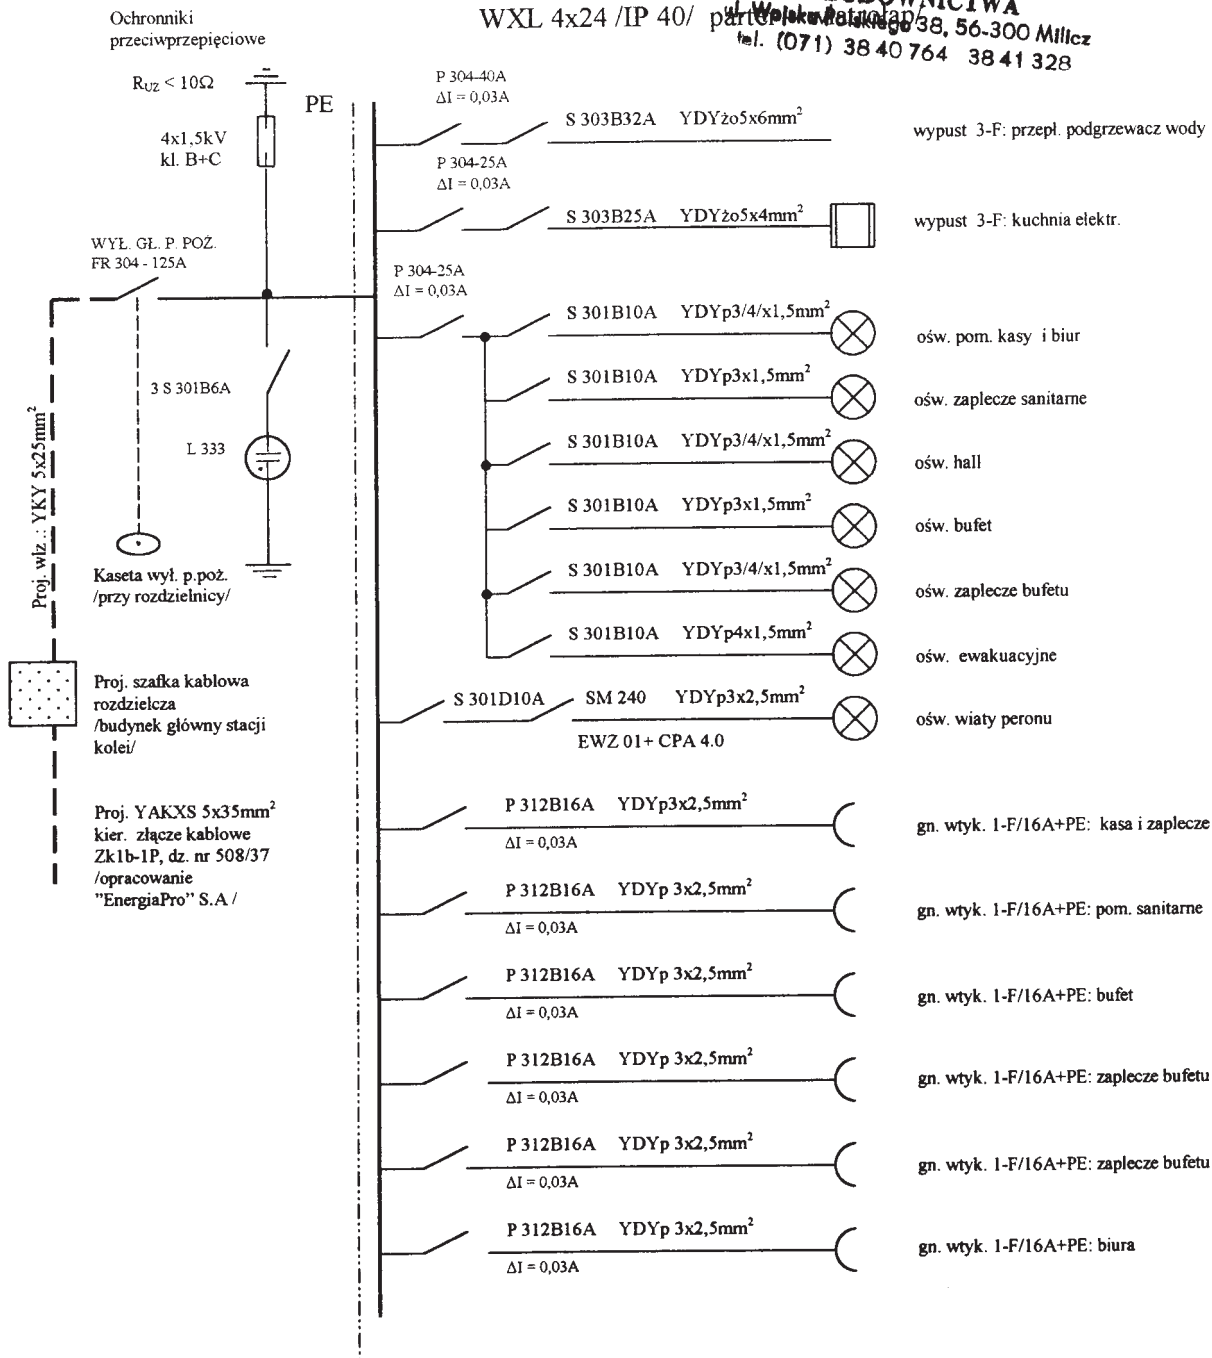 Ochronniki
przeciwprzepięciowe
WXL 4x24 /IP 40/
38, 56-300 Milicz
tel. (071) 38 40 764 38 41 328
R_UZ < 10Ω
PE
4x1,5kV
kl. B+C
WYŁ. GŁ. P. POŻ.
FR 304 - 125A
3 S 301B6A
L 333
Proj. wlz .: YKY 5x25mm²
Kaseta wył. p.poż.
/przy rozdzielnicy/
Proj. szafka kablowa
rozdzielcza
/budynek główny stacji
kolei/
Proj. YAKXS 5x35mm²
kier. złącze kablowe
Zk1b-1P, dz. nr 508/37
/opracowanie
”EnergiaPro” S.A /
P 304-40A
ΔI = 0,03A
S 303B32A YDYżo5x6mm²
wypust 3-F: przepł. podgrzewacz wody
P 304-25A
ΔI = 0,03A
S 303B25A YDYżo5x4mm²
wypust 3-F: kuchnia elektr.
P 304-25A
ΔI = 0,03A
S 301B10A YDYp3/4/x1,5mm²
ośw. pom. kasy i biur
S 301B10A YDYp3x1,5mm²
ośw. zaplecze sanitarne
S 301B10A YDYp3/4/x1,5mm²
ośw. hall
S 301B10A YDYp3x1,5mm²
ośw. bufet
S 301B10A YDYp3/4/x1,5mm²
ośw. zaplecze bufetu
S 301B10A YDYp4x1,5mm²
ośw. ewakuacyjne
S 301D10A SM 240 YDYp3x2,5mm²
EWZ 01+ CPA 4.0
ośw. wiaty peronu
P 312B16A YDYp3x2,5mm²
ΔI = 0,03A
gn. wtyk. 1-F/16A+PE: kasa i zaplecze
P 312B16A YDYp 3x2,5mm²
ΔI = 0,03A
gn. wtyk. 1-F/16A+PE: pom. sanitarne
P 312B16A YDYp 3x2,5mm²
ΔI = 0,03A
gn. wtyk. 1-F/16A+PE: bufet
P 312B16A YDYp 3x2,5mm²
ΔI = 0,03A
gn. wtyk. 1-F/16A+PE: zaplecze bufetu
P 312B16A YDYp 3x2,5mm²
ΔI = 0,03A
gn. wtyk. 1-F/16A+PE: zaplecze bufetu
P 312B16A YDYp 3x2,5mm²
ΔI = 0,03A
gn. wtyk. 1-F/16A+PE: biura